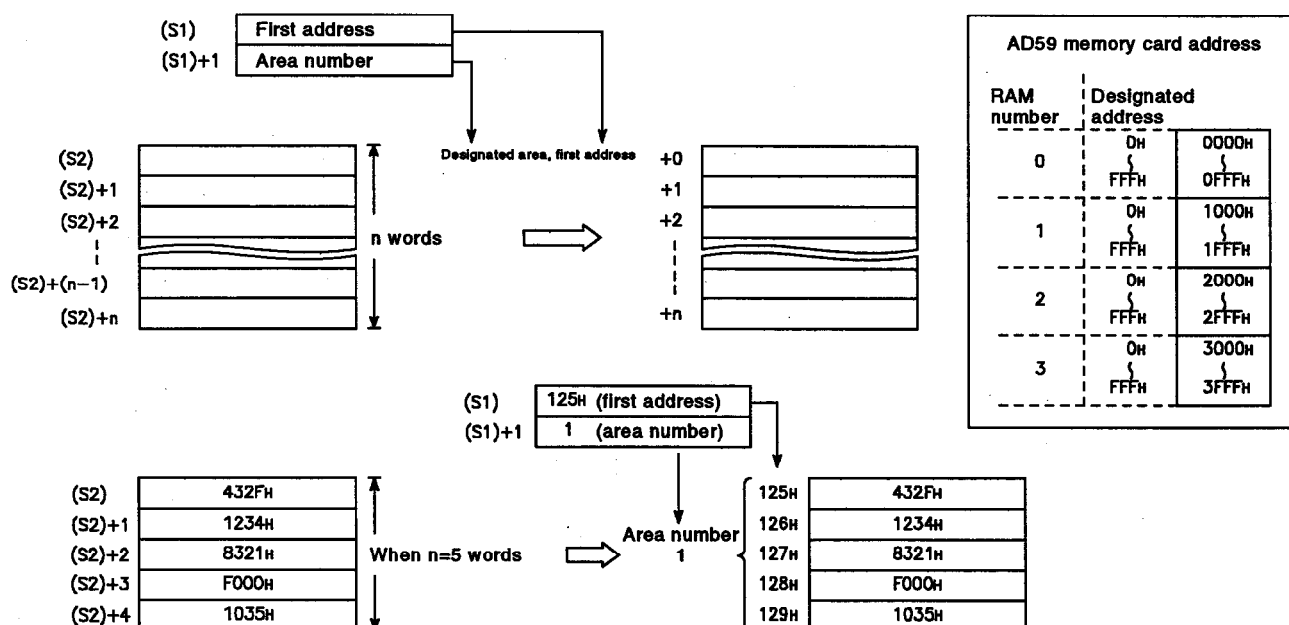 (S1) First address
(S1)+1 Area number
Designated area, first address
(S2)
(S2)+1
(S2)+2
(S2)+(n-1)
(S2)+n
n words
+0
+1
+2
+n
AD59 memory card address
RAM number
Designated address
0 0H FFFH 0000H 0FFFH
1 0H FFFH 1000H 1FFFH
2 0H FFFH 2000H 2FFFH
3 0H FFFH 3000H 3FFFH
(S1) 125H (first address)
(S1)+1 1 (area number)
(S2) 432FH
(S2)+1 1234H
(S2)+2 8321H
(S2)+3 F000H
(S2)+4 1035H
When n=5 words
Area number
1
125H 432FH
126H 1234H
127H 8321H
128H F000H
129H 1035H